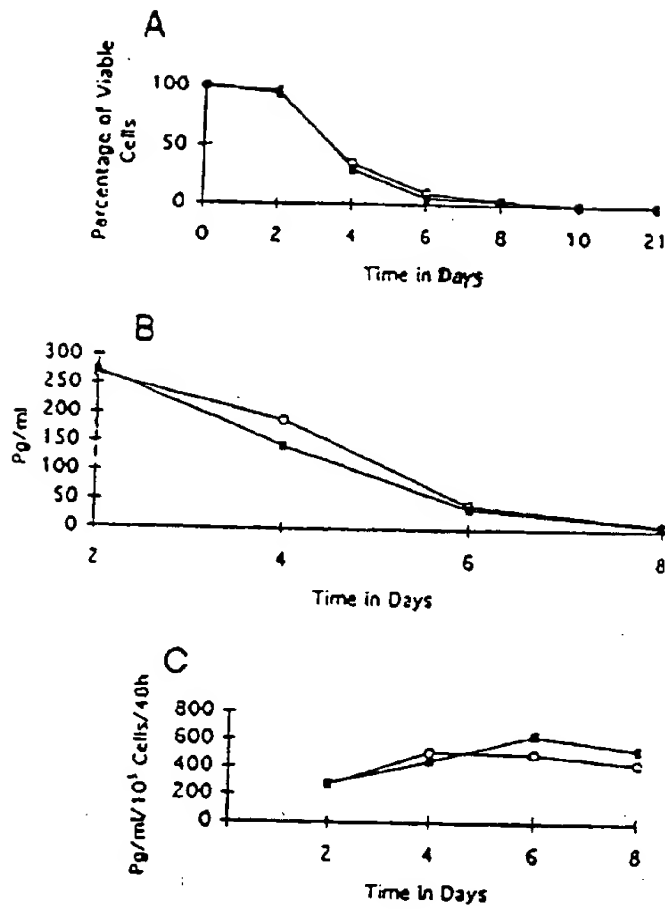 A
Percentage of Viable
Cells
100
50
0
0 2 4 6 8 10 21
Time in Days
B
Pg/ml
300
250
200
150
100
50
0
2 4 6 8
Time in Days
C
Pg/ml/10⁵ Cells/48h
800
600
400
200
0
2 4 6 8
Time in Days